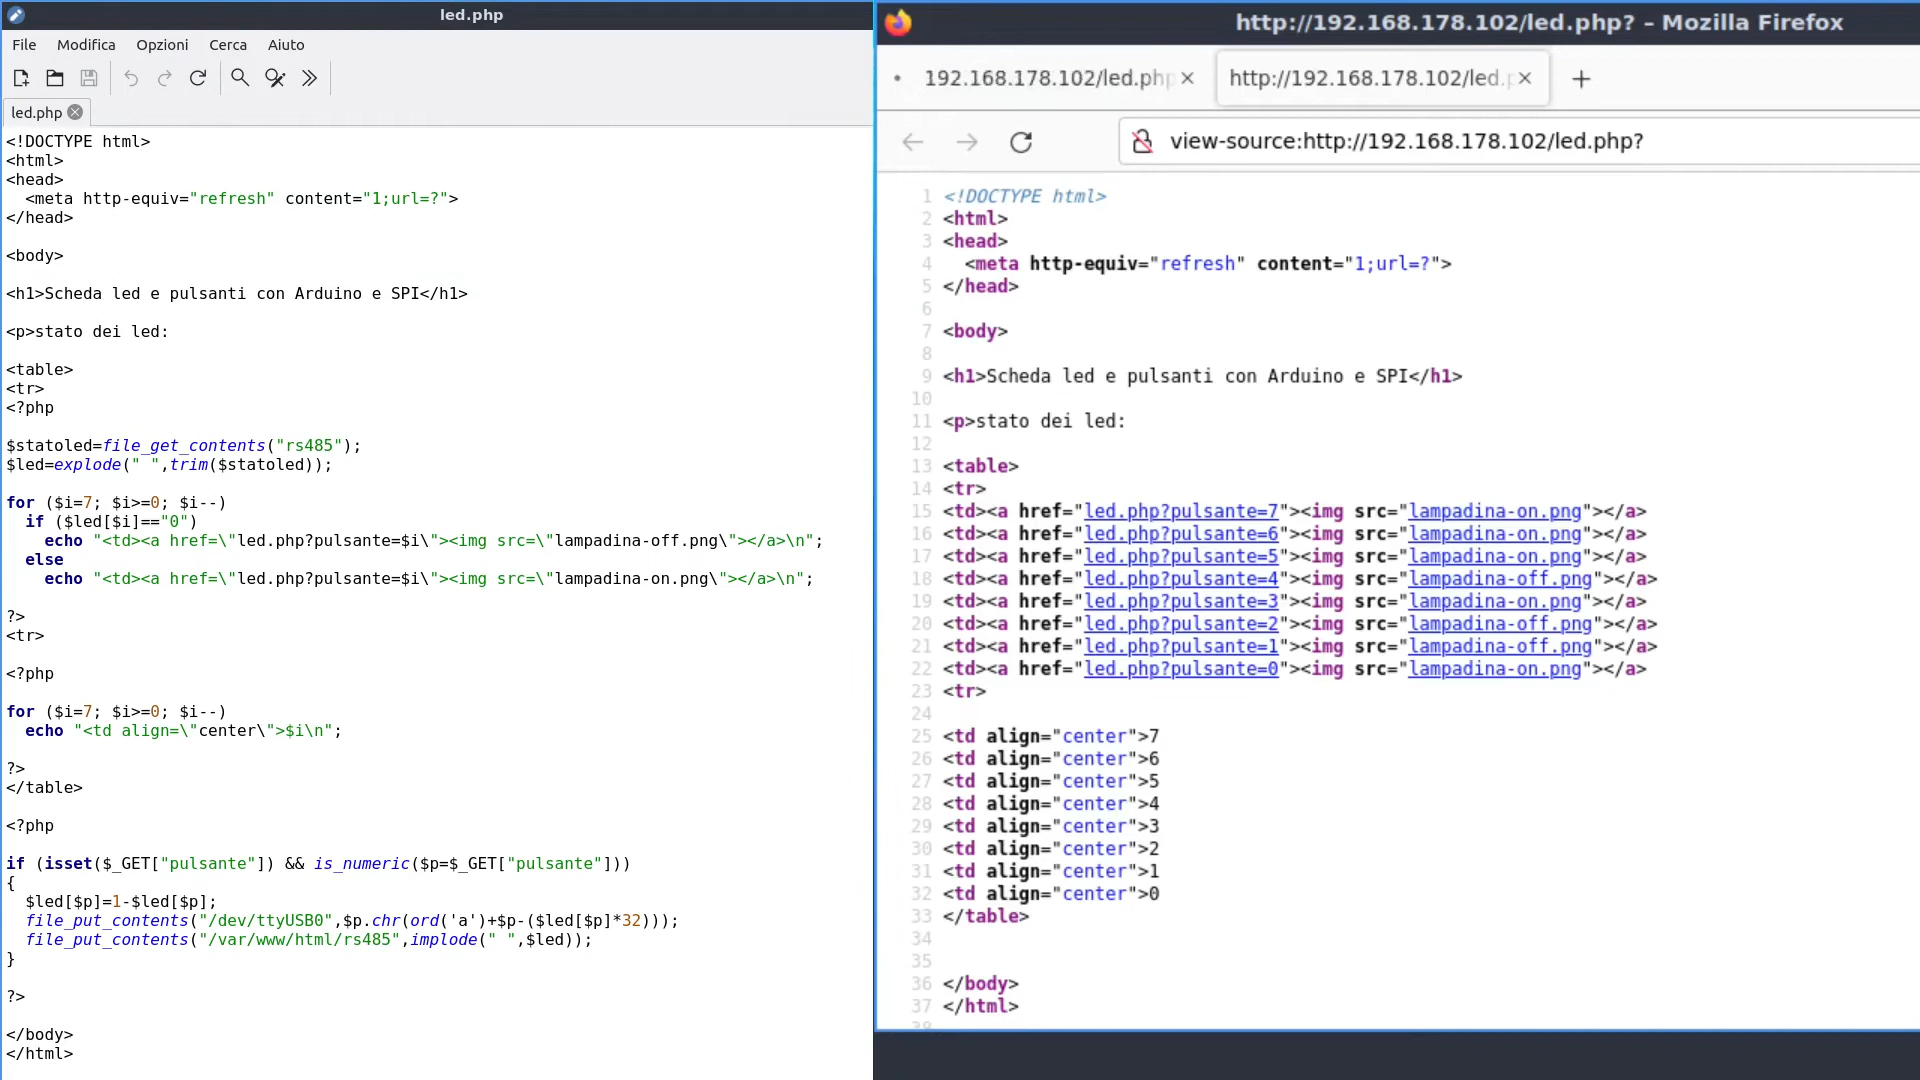 led.php
File Modifica Opzioni Cerca Aiuto
led.php
<!DOCTYPE html>
<html>
<head>
  <meta http-equiv="refresh" content="1;url=?">
</head>
<body>
<h1>Scheda led e pulsanti con Arduino e SPI</h1>
<p>stato dei led:
<table>
<tr>
<?php
$statoled=file_get_contents("rs485");
$led=explode(" ",trim($statoled));
for ($i=7; $i>=0; $i--)
  if ($led[$i]=="0")
    echo "<td><a href=\"led.php?pulsante=$i\"><img src=\"lampadina-off.png\"></a>\n";
  else
    echo "<td><a href=\"led.php?pulsante=$i\"><img src=\"lampadina-on.png\"></a>\n";
?>
<tr>
<?php
for ($i=7; $i>=0; $i--)
  echo "<td align=\"center\">$i\n";
?>
</table>
<?php
if (isset($_GET["pulsante"]) && is_numeric($p=$_GET["pulsante"]))
{
  $led[$p]=1-$led[$p];
  file_put_contents("/dev/ttyUSB0",$p.chr(ord('a')+$p-($led[$p]*32)));
  file_put_contents("/var/www/html/rs485",implode(" ",$led));
}
?>
</body>
</html>
http://192.168.178.102/led.php? – Mozilla Firefox
192.168.178.102/led.php
http://192.168.178.102/led.p
view-source:http://192.168.178.102/led.php?
1 <!DOCTYPE html>
2 <html>
3 <head>
4   <meta http-equiv="refresh" content="1;url=?">
5 </head>
6
7 <body>
8
9 <h1>Scheda led e pulsanti con Arduino e SPI</h1>
10
11 <p>stato dei led:
12
13 <table>
14 <tr>
15 <td><a href="led.php?pulsante=7"><img src="lampadina-on.png"></a>
16 <td><a href="led.php?pulsante=6"><img src="lampadina-on.png"></a>
17 <td><a href="led.php?pulsante=5"><img src="lampadina-on.png"></a>
18 <td><a href="led.php?pulsante=4"><img src="lampadina-off.png"></a>
19 <td><a href="led.php?pulsante=3"><img src="lampadina-on.png"></a>
20 <td><a href="led.php?pulsante=2"><img src="lampadina-off.png"></a>
21 <td><a href="led.php?pulsante=1"><img src="lampadina-off.png"></a>
22 <td><a href="led.php?pulsante=0"><img src="lampadina-on.png"></a>
23 <tr>
24
25 <td align="center">7
26 <td align="center">6
27 <td align="center">5
28 <td align="center">4
29 <td align="center">3
30 <td align="center">2
31 <td align="center">1
32 <td align="center">0
33 </table>
34
35
36 </body>
37 </html>
38